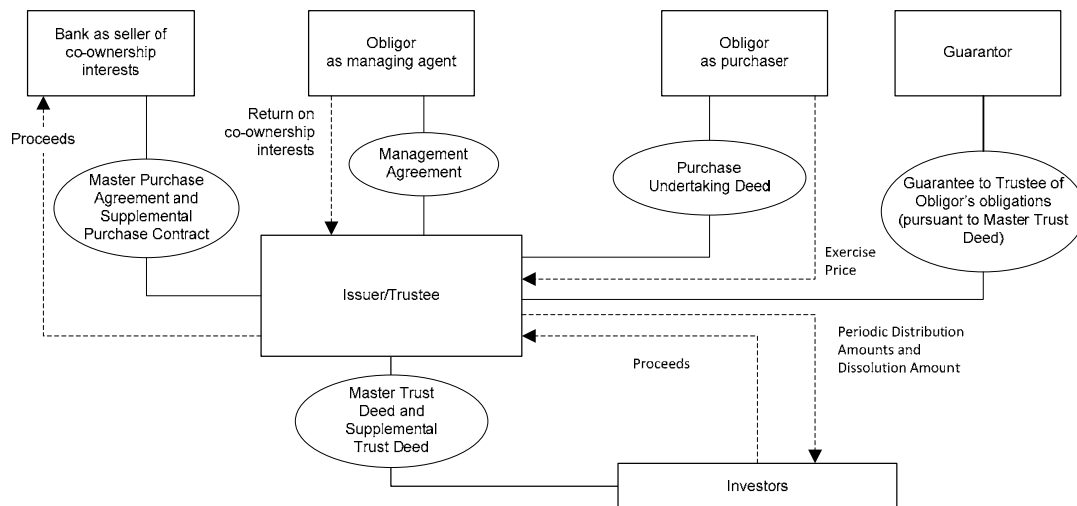 Bank as seller of
co-ownership
interests
Obligor
as managing agent
Obligor
as purchaser
Guarantor
Proceeds
Return on
co-ownership
interests
Management
Agreement
Master Purchase
Agreement and
Supplemental
Purchase Contract
Purchase
Undertaking Deed
Guarantee to Trustee of
Obligor's obligations
(pursuant to Master Trust
Deed)
Exercise
Price
Issuer/Trustee
Periodic Distribution
Amounts and
Dissolution Amount
Proceeds
Master Trust
Deed and
Supplemental
Trust Deed
Investors